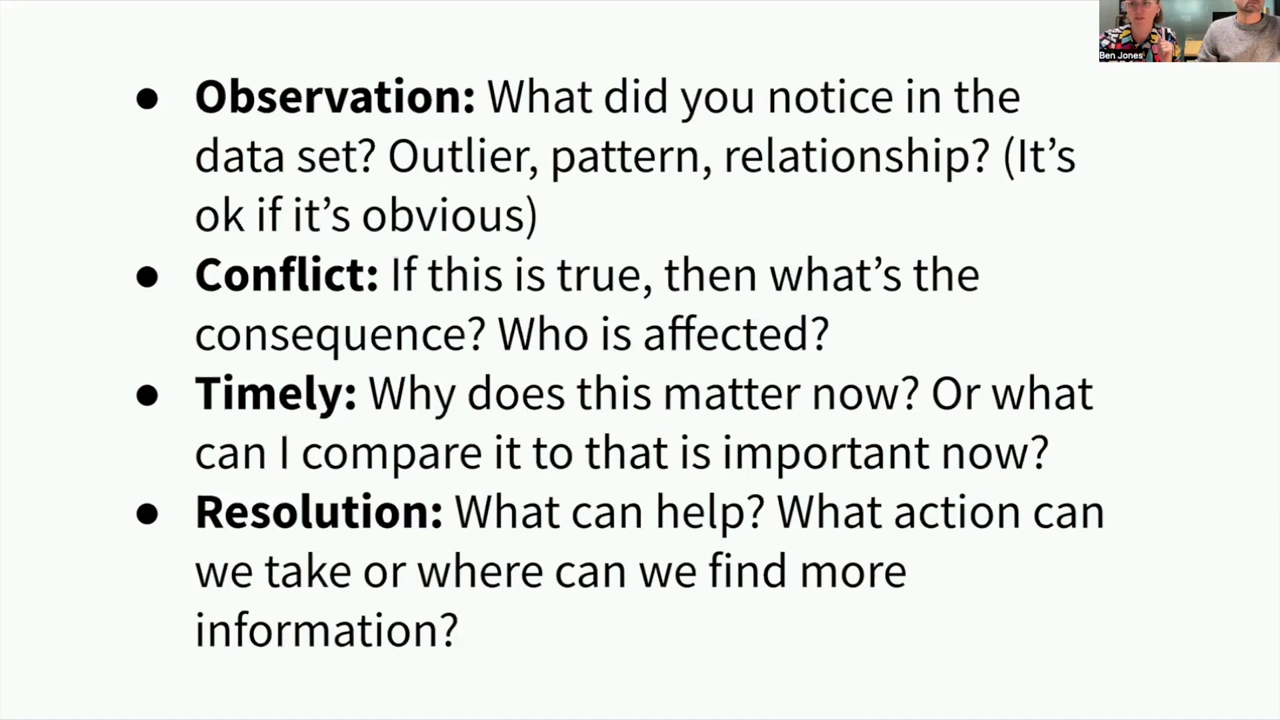 Ben Jones
● Observation: What did you notice in the
data set? Outlier, pattern, relationship? (It’s
ok if it’s obvious)
● Conflict: If this is true, then what’s the
consequence? Who is affected?
● Timely: Why does this matter now? Or what
can I compare it to that is important now?
● Resolution: What can help? What action can
we take or where can we find more
information?